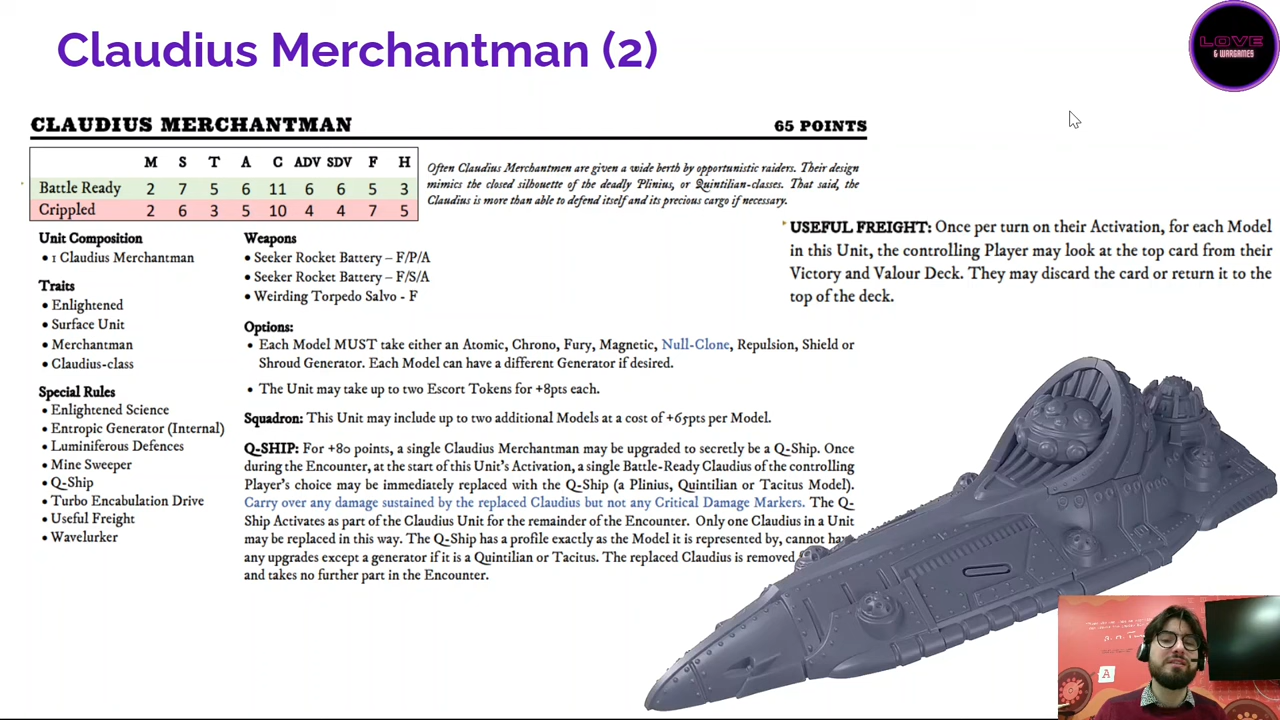 Claudius Merchantman (2)
LOVE
& WARGAMES
CLAUDIUS MERCHANTMAN
65 POINTS
M S T A C ADV SDV F H
Battle Ready 2 7 5 6 11 6 6 5 3
Crippled 2 6 3 5 10 4 4 7 5
Often Claudius Merchantmen are given a wide berth by opportunistic raiders. Their design
mimics the closed silhouette of the deadly Plinius, or Quintilian-classes. That said, the
Claudius is more than able to defend itself and its precious cargo if necessary.
Unit Composition
• 1 Claudius Merchantman
Traits
• Enlightened
• Surface Unit
• Merchantman
• Claudius-class
Special Rules
• Enlightened Science
• Entropic Generator (Internal)
• Luminiferous Defences
• Mine Sweeper
• Q-Ship
• Turbo Encabulation Drive
• Useful Freight
• Wavelurker
Weapons
• Seeker Rocket Battery – F/P/A
• Seeker Rocket Battery – F/S/A
• Weirding Torpedo Salvo - F
Options:
• Each Model MUST take either an Atomic, Chrono, Fury, Magnetic, Null-Clone, Repulsion, Shield or
Shroud Generator. Each Model can have a different Generator if desired.
• The Unit may take up to two Escort Tokens for +8pts each.
Squadron: This Unit may include up to two additional Models at a cost of +65pts per Model.
Q-SHIP: For +80 points, a single Claudius Merchantman may be upgraded to secretly be a Q-Ship. Once
during the Encounter, at the start of this Unit's Activation, a single Battle-Ready Claudius of the controlling
Player's choice may be immediately replaced with the Q-Ship (a Plinius, Quintilian or Tacitus Model).
Carry over any damage sustained by the replaced Claudius but not any Critical Damage Markers. The Q-
Ship Activates as part of the Claudius Unit for the remainder of the Encounter. Only one Claudius in a Unit
may be replaced in this way. The Q-Ship has a profile exactly as the Model it is represented by, cannot
any upgrades except a generator if it is a Quintilian or Tacitus. The replaced Claudius is removed
and takes no further part in the Encounter.
USEFUL FREIGHT: Once per turn on their Activation, for each Model
in this Unit, the controlling Player may look at the top card from their
Victory and Valour Deck. They may discard the card or return it to the
top of the deck.
A